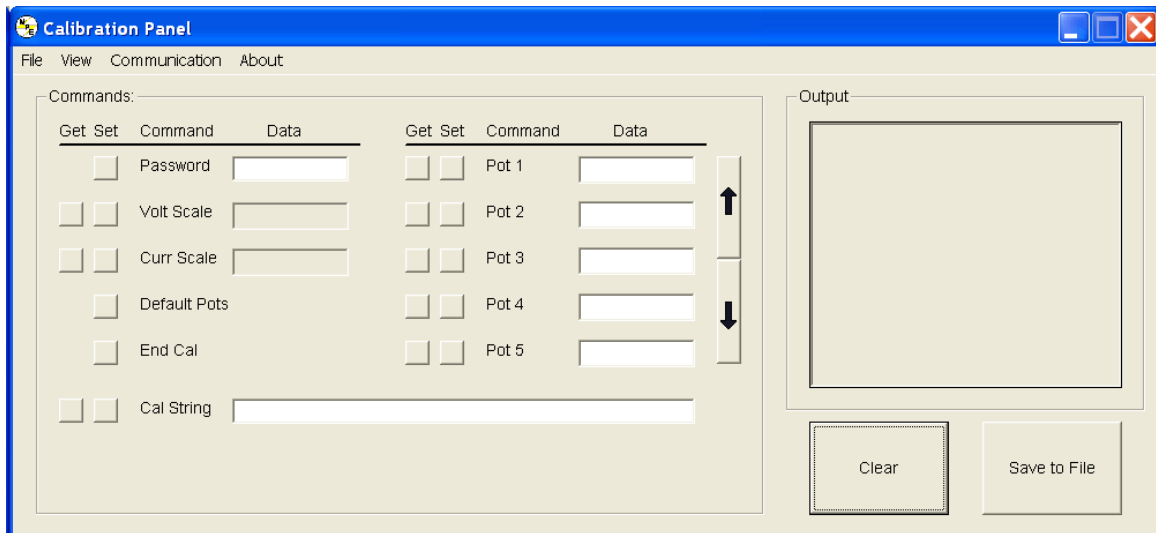 Calibration Panel
File View Communication About
Commands:
Get Set Command Data
Password
Volt Scale
Curr Scale
Default Pots
End Cal
Cal String
Get Set Command Data
Pot 1
Pot 2
Pot 3
Pot 4
Pot 5
Output
Clear
Save to File